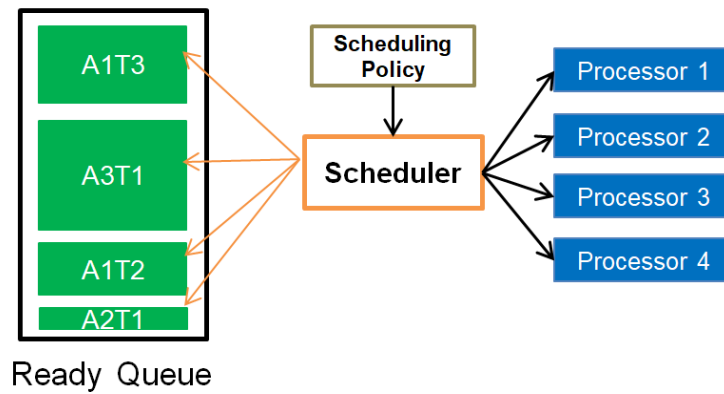 A1T3
A3T1
A1T2
A2T1
Ready Queue
Scheduling
Policy
Scheduler
Processor 1
Processor 2
Processor 3
Processor 4